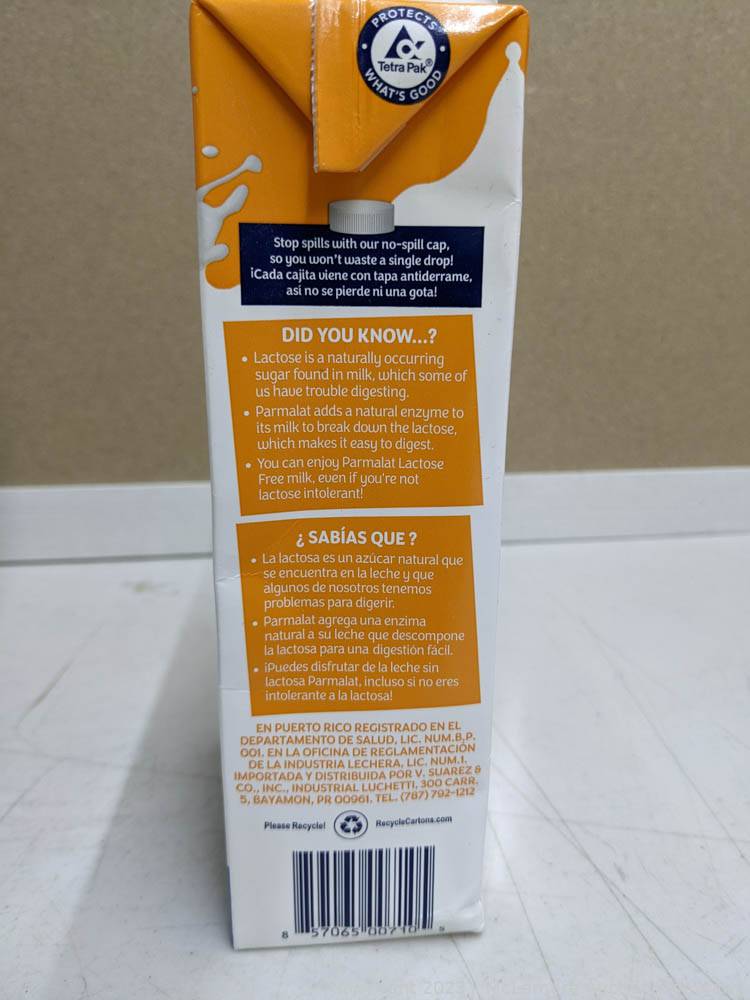 PROTECTS
Tetra Pak®
WHAT'S GOOD
Stop spills with our no-spill cap,
so you won't waste a single drop!
¡Cada cajita viene con tapa antiderrame,
asi no se pierde ni una gota!
DID YOU KNOW...?
• Lactose is a naturally occurring
sugar found in milk, which some of
us have trouble digesting.
• Parmalat adds a natural enzyme to
its milk to break down the lactose,
which makes it easy to digest.
• You can enjoy Parmalat Lactose
Free milk, even if you're not
lactose intolerant!
¿ SABÍAS QUE ?
• La lactosa es un azúcar natural que
se encuentra en la leche y que
algunos de nosotros tenemos
problemas para digerir.
• Parmalat agrega una enzima
natural a su leche que descompone
la lactosa para una digestión fácil.
• ¡Puedes disfrutar de la leche sin
lactosa Parmalat, incluso si no eres
intolerante a la lactosa!
EN PUERTO RICO REGISTRADO EN EL
DEPARTAMENTO DE SALUD, LIC. NUM.B,P.
001. EN LA OFICINA DE REGLAMENTACIÓN
DE LA INDUSTRIA LECHERA, LIC. NUM.1.
IMPORTADA Y DISTRIBUIDA POR V. SUAREZ &
CO., INC., INDUSTRIAL LUCHETTI, 300 CARR.
5, BAYAMON, PR 00961. TEL. (787) 792-1212
Please Recycle! RecycleCartons.com
8 57065 00710 5